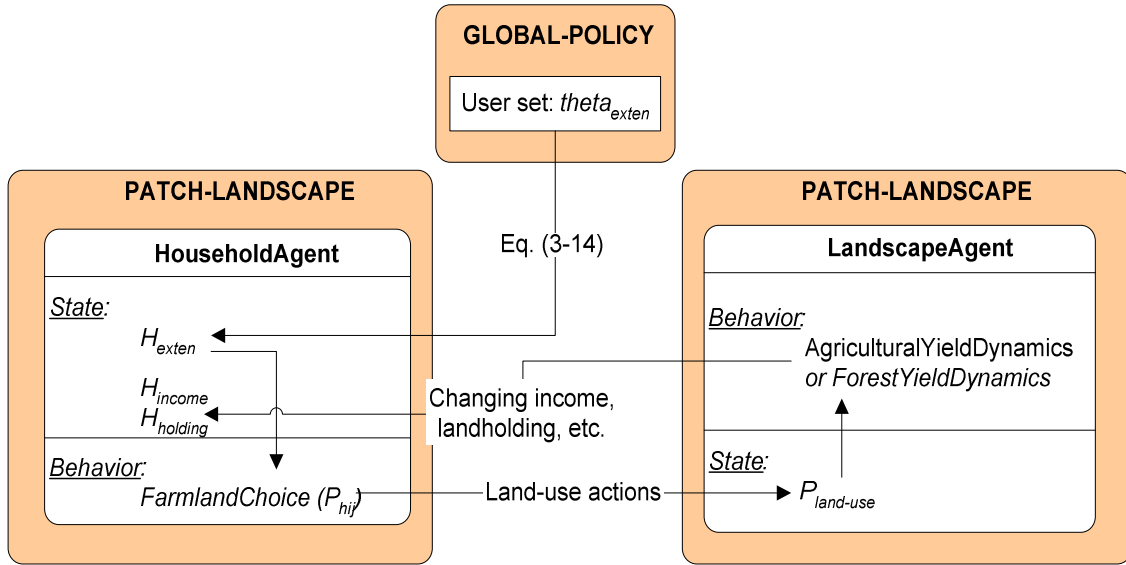 GLOBAL-POLICY
User set: theta_exten
PATCH-LANDSCAPE
HouseholdAgent
State:
H_exten
H_income
H_holding
Behavior:
FarmlandChoice (P_hij)
Eq. (3-14)
Changing income,
landholding, etc.
Land-use actions
PATCH-LANDSCAPE
LandscapeAgent
Behavior:
AgriculturalYieldDynamics
or ForestYieldDynamics
State:
P_land-use